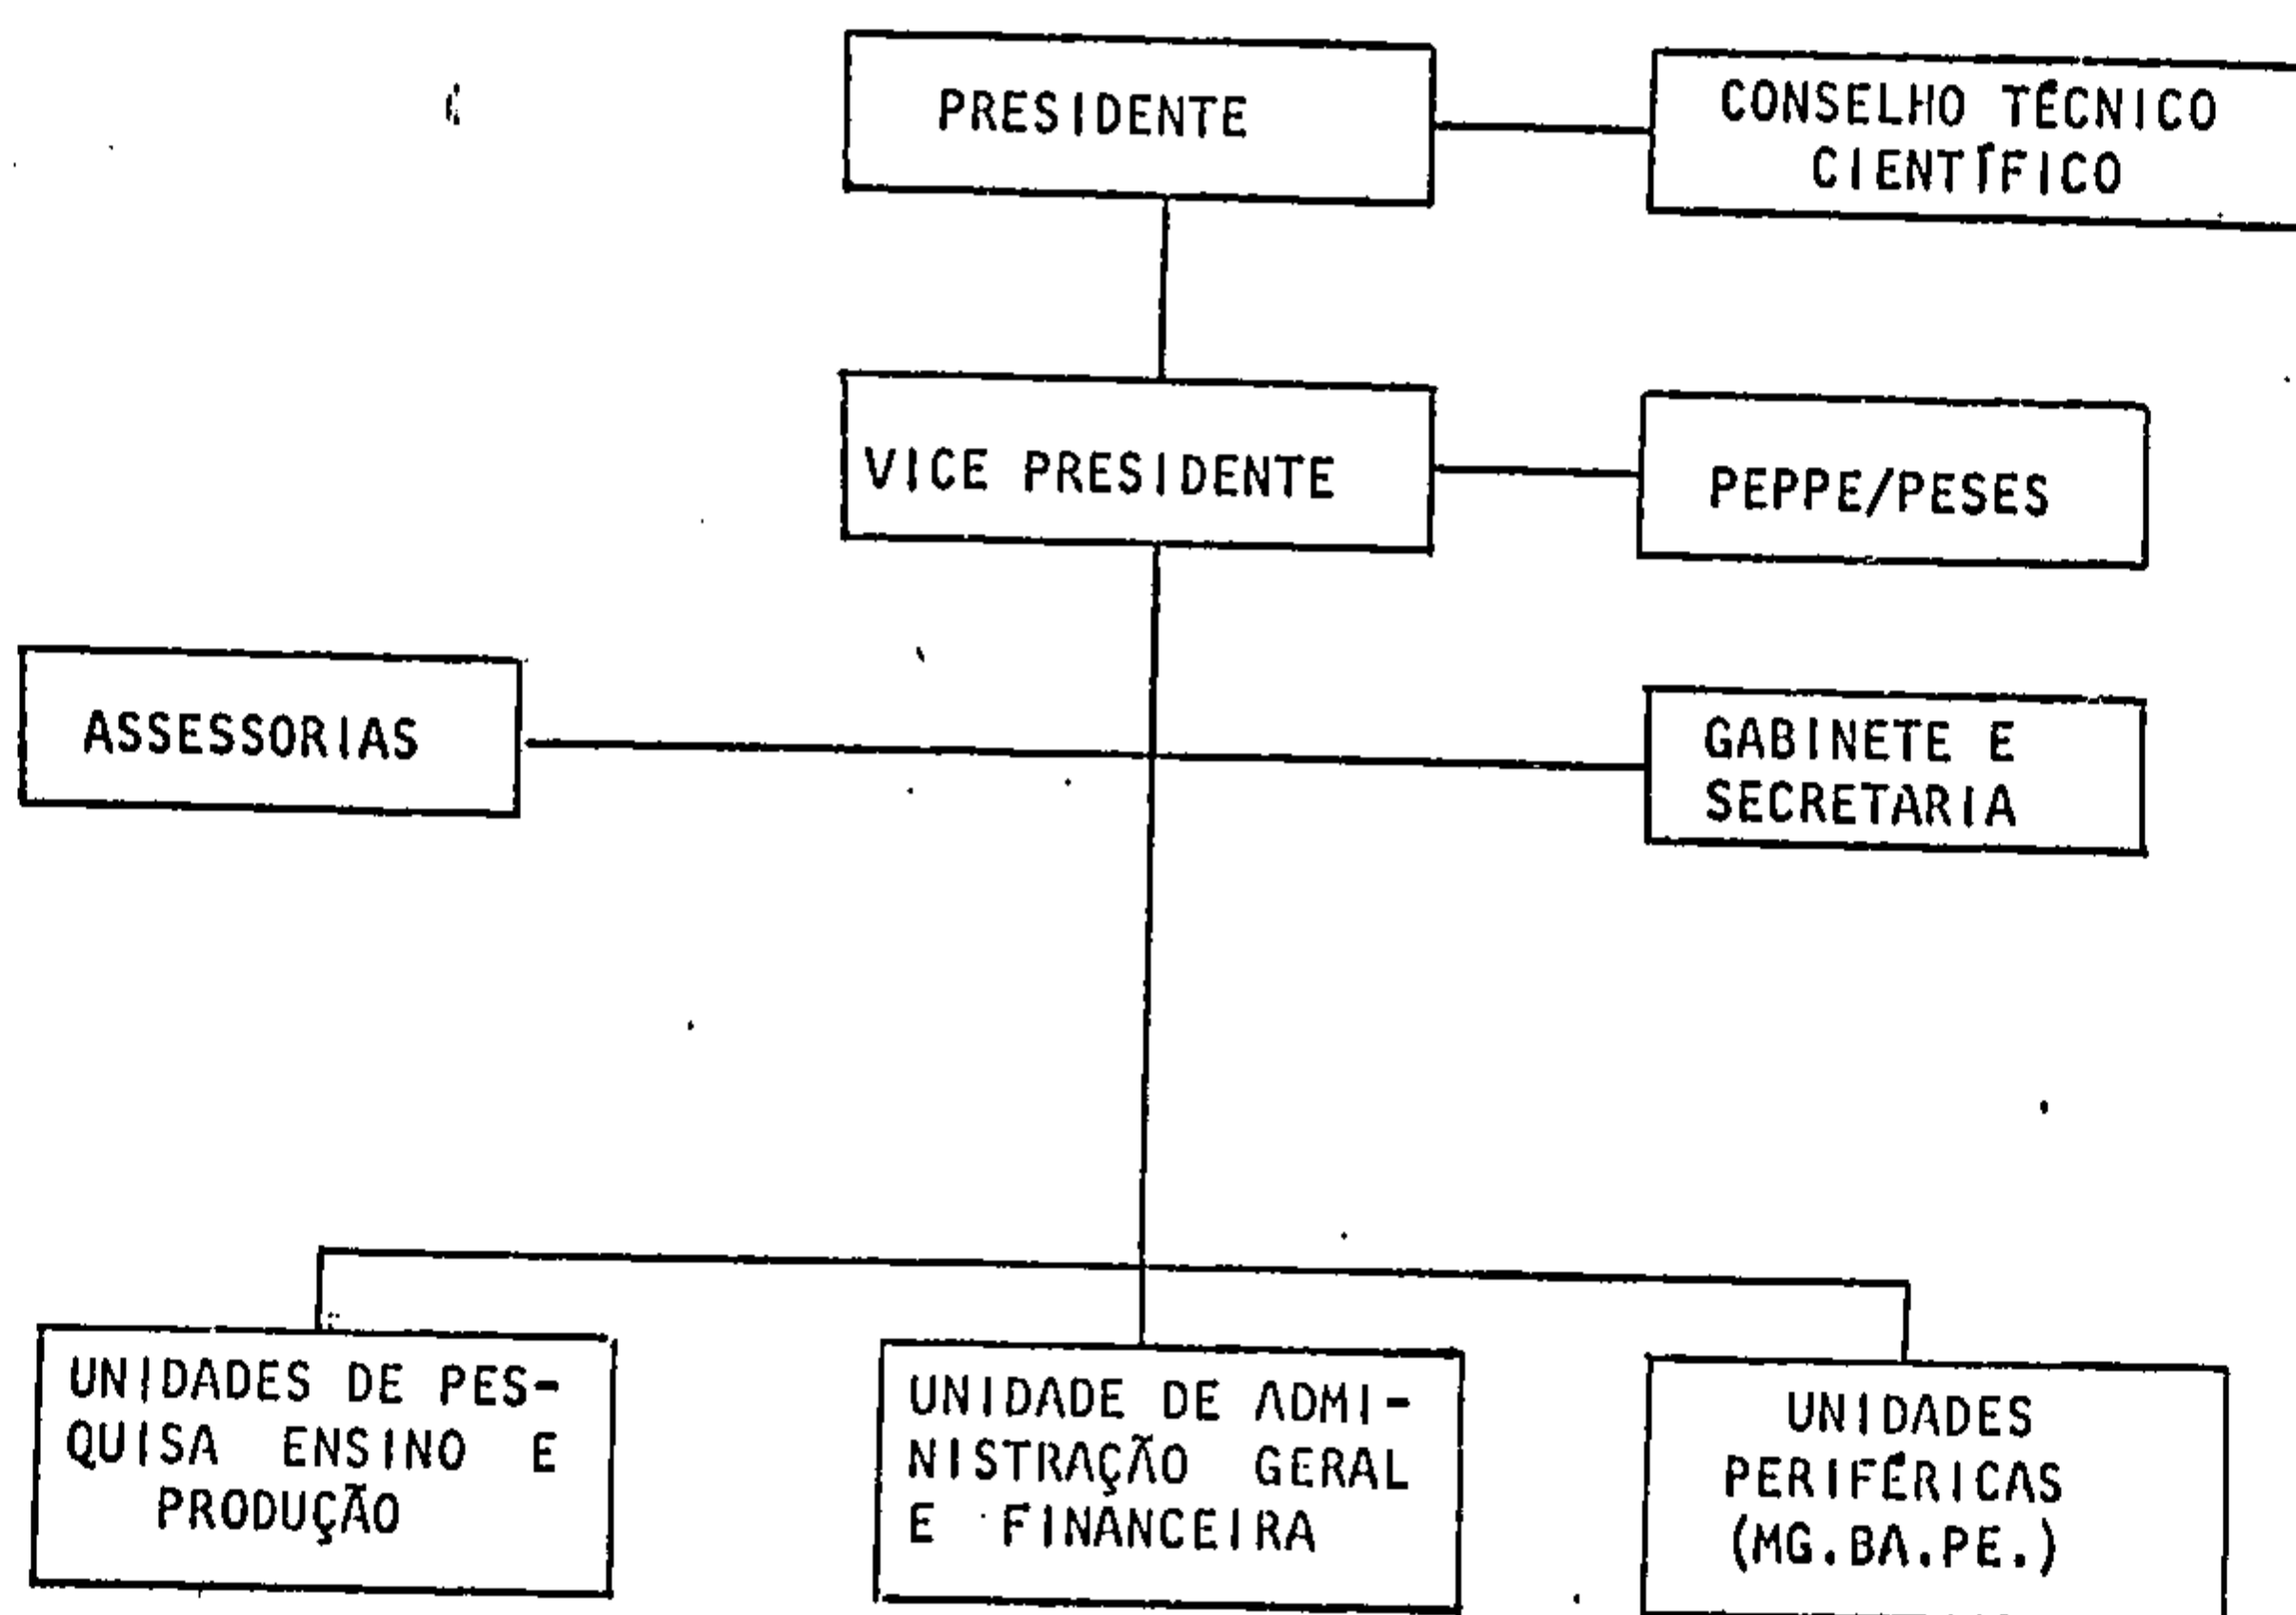 PRESIDENTE
CONSELHO TÉCNICO
CIENTÍFICO
VICE PRESIDENTE
PEPPE/PESES
ASSESSORIAS
GABINETE E
SECRETARIA
UNIDADES DE PES-
QUISA ENSINO E
PRODUÇÃO
UNIDADE DE ADMI-
NISTRAÇÃO GERAL
E FINANCEIRA
UNIDADES
PERIFÉRICAS
(MG.BA.PE.)